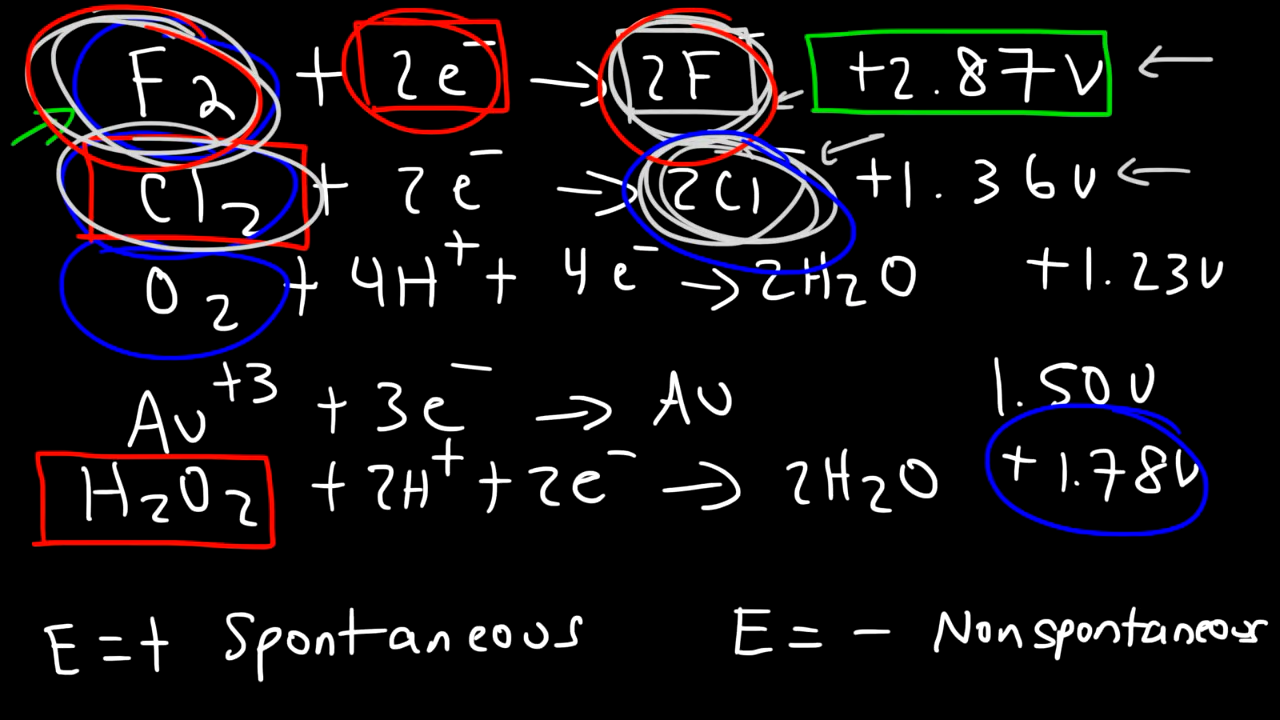 F₂ + 2e⁻ → 2F⁻ +2.87V
Cl₂ + 2e⁻ → 2Cl⁻ +1.36V
O₂ + 4H⁺ + 4e⁻ → 2H₂O +1.23V
Au⁺³ + 3e⁻ → Au 1.50V
H₂O₂ + 2H⁺ + 2e⁻ → 2H₂O +1.78V
E = + Spontaneous E = - Nonspontaneous